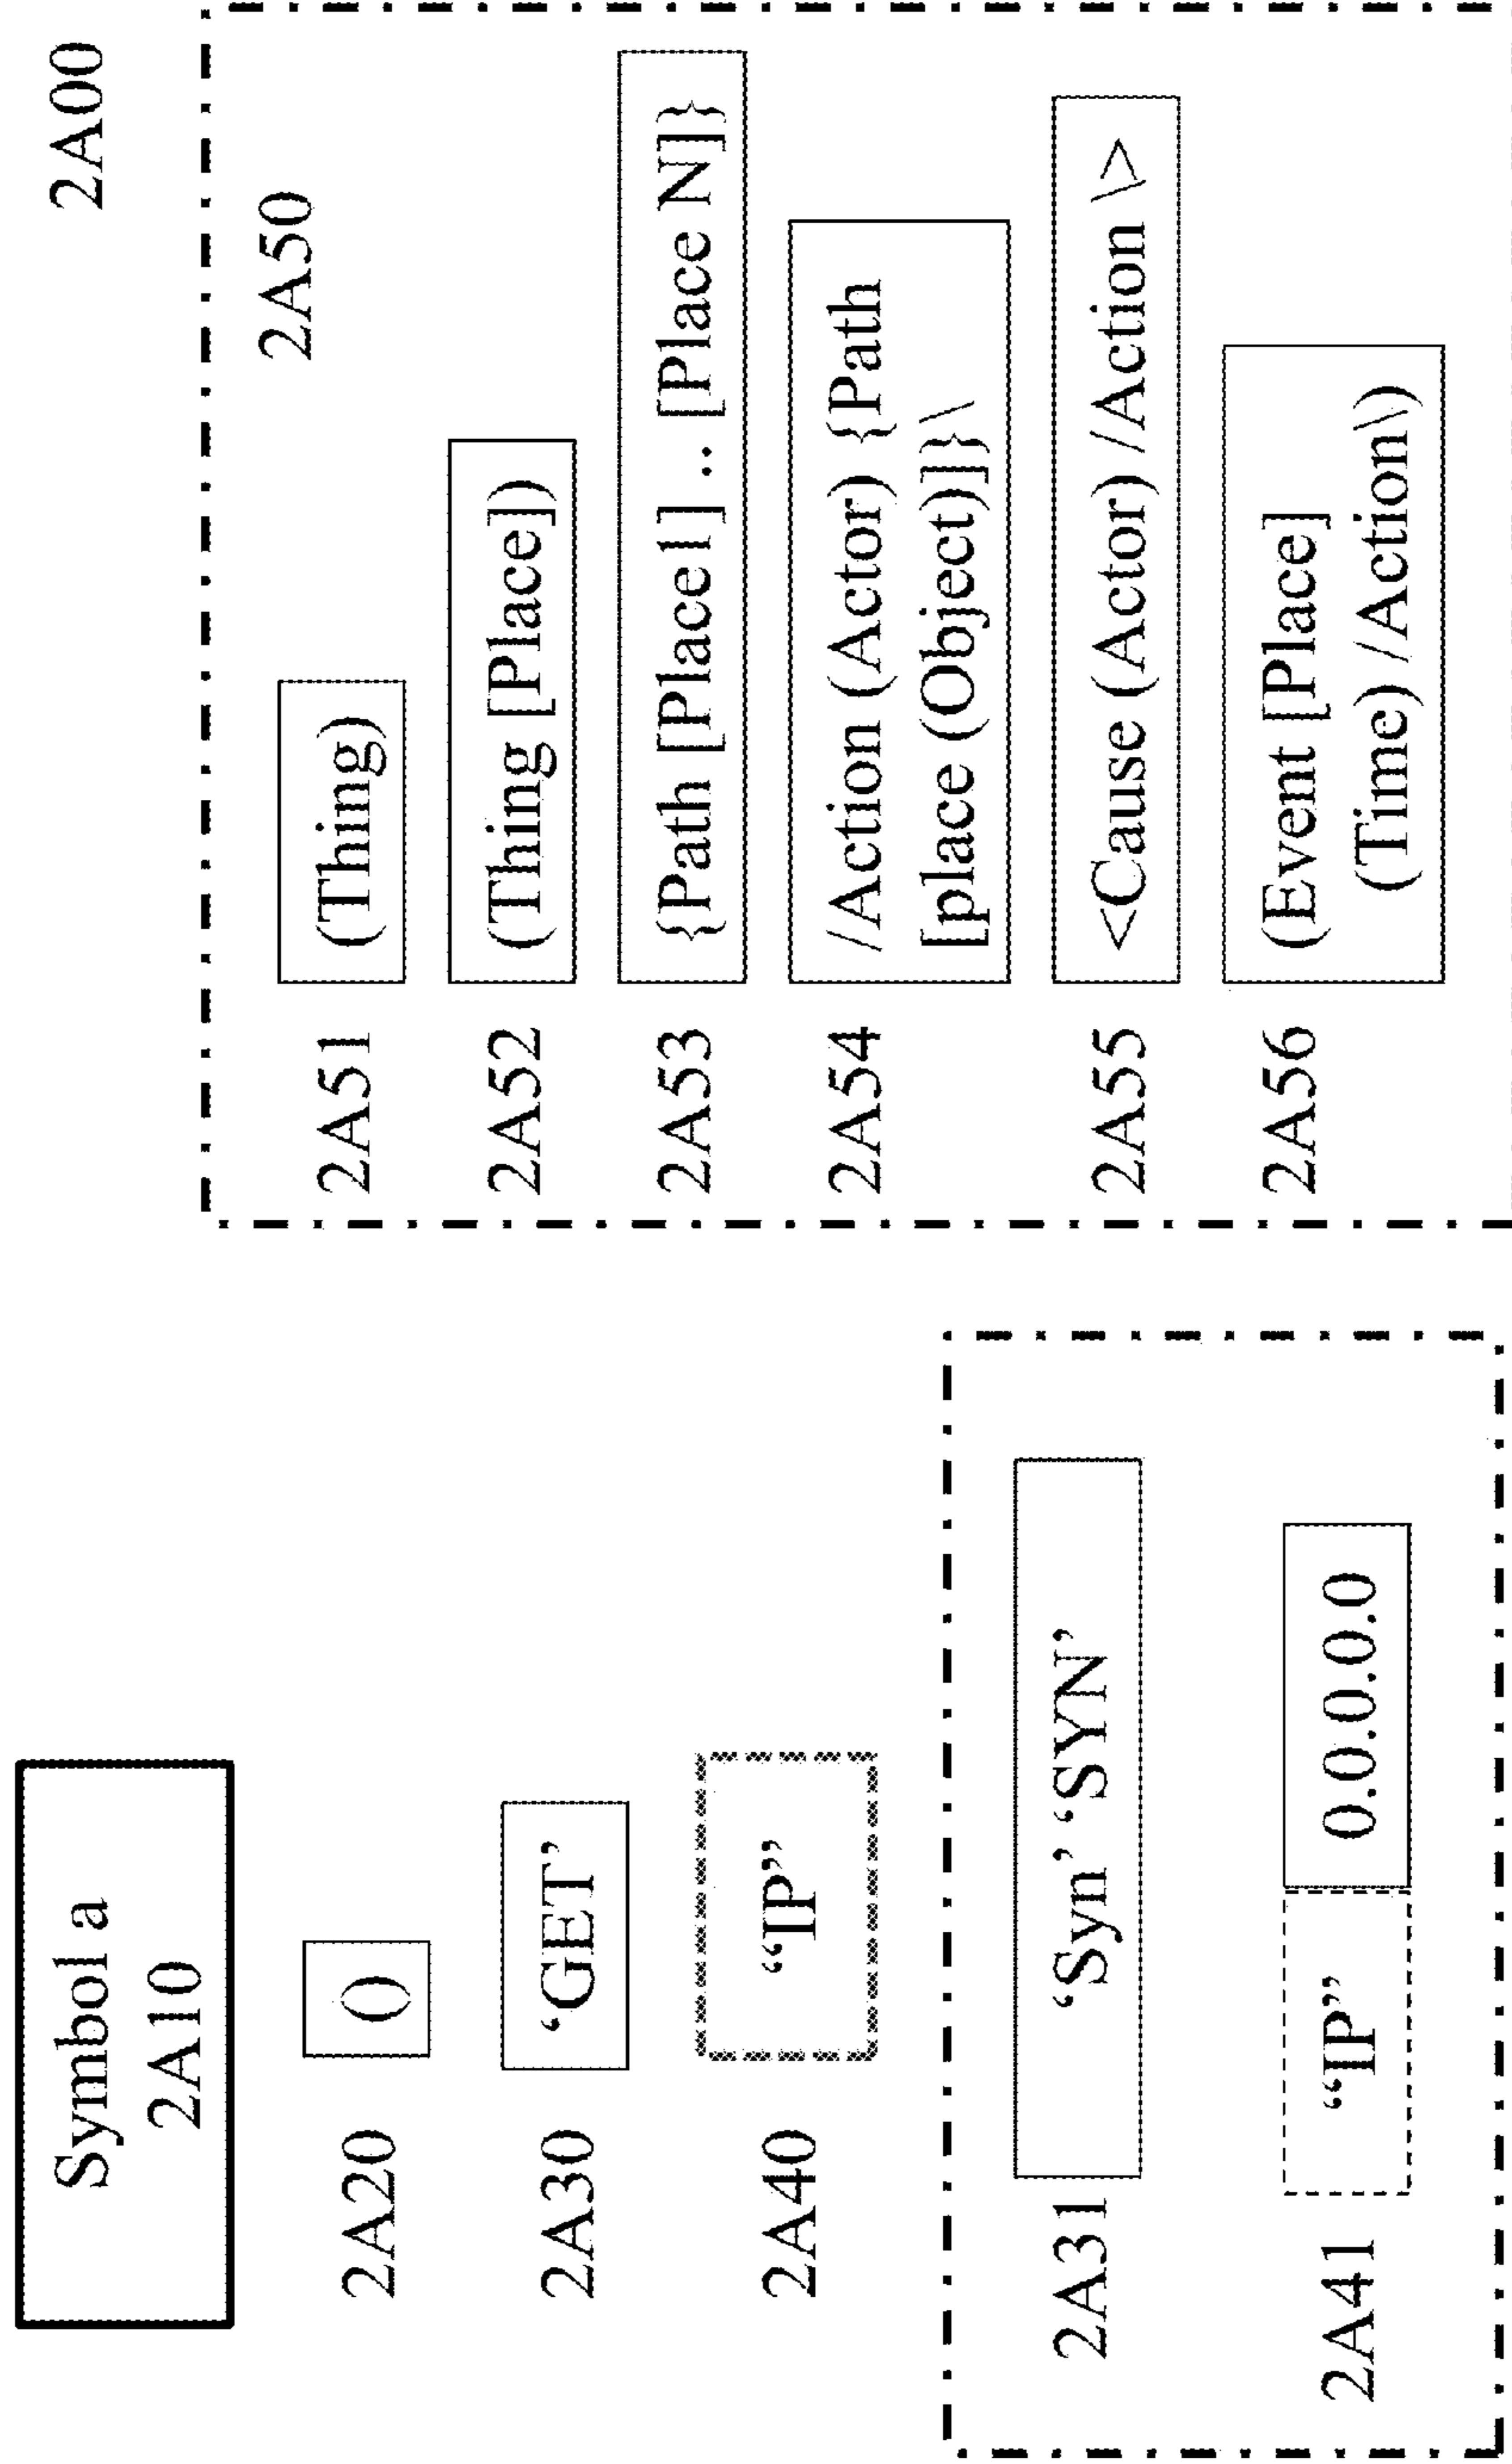 2A00
Symbol a
2A10
2A20
()
2A30
‘GET’
2A40
“IP”
2A31
‘Syn’ ‘SYN’
2A41
“IP”
0.0.0.0.0
2A50
2A51
(Thing)
2A52
(Thing [Place])
2A53
{Path [Place1] .. [Place N]}
2A54
/Action (Actor) {Path
[place (Object)]}\
2A55
<Cause (Actor) /Action \>
2A56
(Event [Place]
(Time) /Action\)